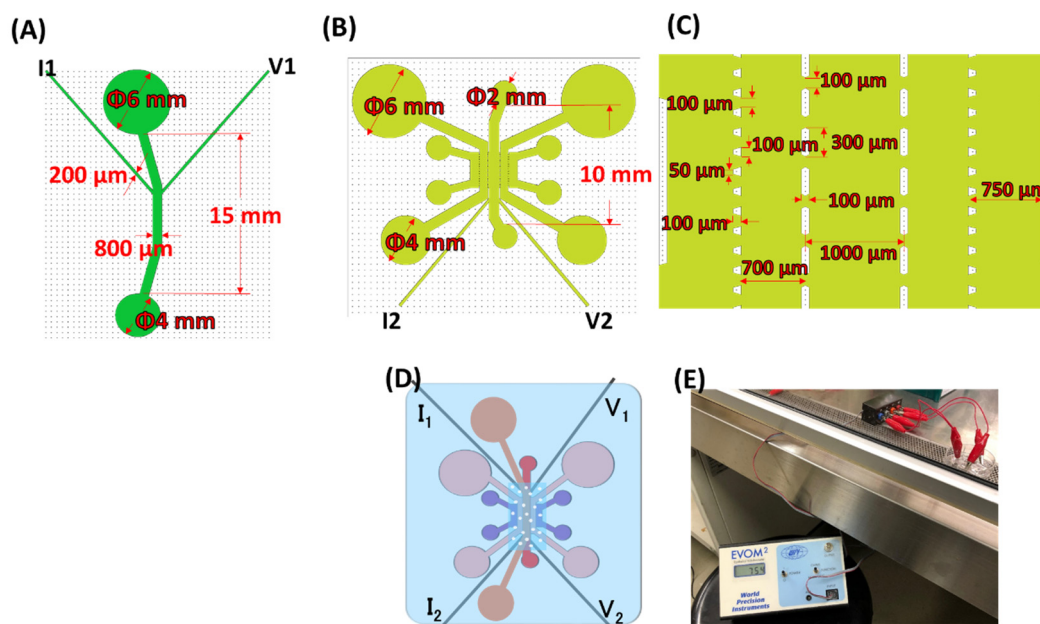 (A)
I1
V1
Φ6 mm
200 μm
15 mm
800 μm
Φ4 mm
(B)
Φ6 mm
Φ2 mm
10 mm
Φ4 mm
I2
V2
(C)
100 μm
100 μm
100 μm
300 μm
50 μm
750 μm
100 μm
100 μm
1000 μm
700 μm
(D)
I1
V1
I2
V2
(E)
EVOM2
World
Precision
Instruments